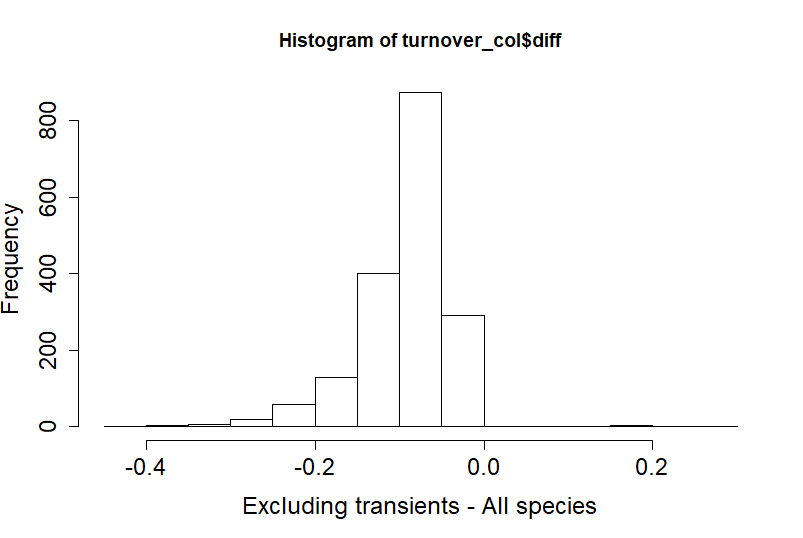 Histogram of turnover_col$diff
Frequency
800
600
400
200
0
-0.4 -0.2 0.0 0.2
Excluding transients - All species